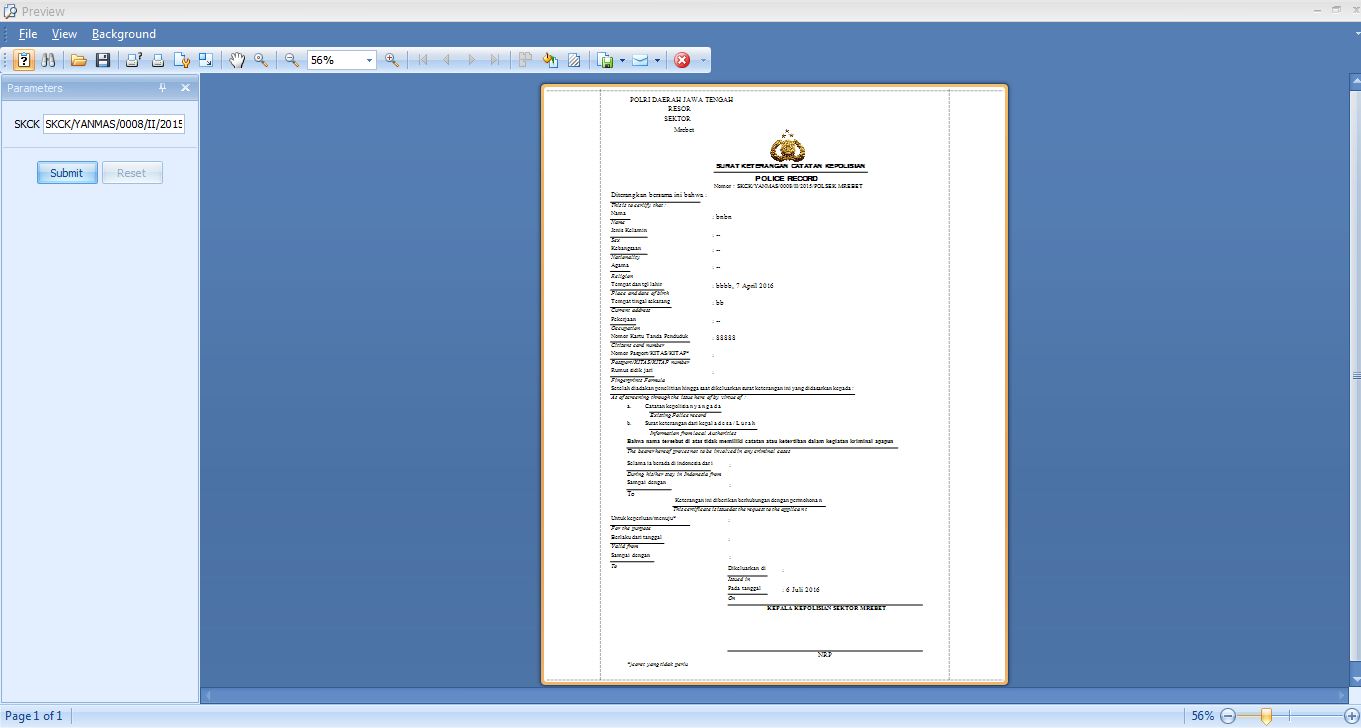 Preview
File View Background
56%
Parameters
SKCK SKCK/YANMAS/0008/II/2015
Submit Reset
POLRI DAERAH JAWA TENGAH
RESOR
SEKTOR
Mrebet
SURAT KETERANGAN CATATAN KEPOLISIAN
POLICE RECORD
Nomor : SKCK/YANMAS/0008/II/2015/POLSEK MREBET
Diterangkan bersama ini bahwa :
This is to certify that :
Nama : bnbn
Name
Jenis Kelamin : --
Sex
Kebangsaan : --
Nationality
Agama : --
Religion
Tempat dan tgl lahir : bbbb, 7 April 2016
Place and date of birth
Tempat tingal sekarang : bb
Current address
Pekerjaan : --
Occupation
Nomor Kartu Tanda Penduduk : 88888
Citizens card number
Nomor Pasport/KITAS/KITAP* :
Passport/KITAS/KITAP number
Rumus sidik jari :
Fingerprints Formula
Setelah diadakan penelitian hingga saat dikeluarkan surat keterangan ini yang didasarkan kepada :
As of screening through the issue here of by virtue of :
a. Catatan kepolisian y a n g a d a
Existing Police record
b. Surat keterangan dari kepal a d e s a / L u r a h
Information from local Authorities
Bahwa nama tersebut di atas tidak memiliki catatan atau ketertiban dalam kegiatan kriminal apapun
The bearer hereof proves not to be involved in any criminal cases
Selama ia berada di indonesia dari :
During his/her stay in Indonesia from
Sampai dengan :
To
Keterangan ini diberikan berhubungan dengan permohonan
This certificate is issued at the request to the applicant
Untuk keperluan/menuju* :
For the purpose
Berlaku dari tanggal :
Valid from
Sampai dengan :
To
Dikeluarkan di :
Issued in
Pada tanggal : 6 Juli 2016
On
KEPALA KEPOLISIAN SEKTOR MREBET
NRP
yang tidak perlu
Page 1 of 1 56%